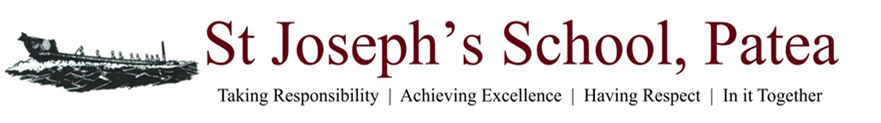 St Joseph's School, Patea
Taking Responsibility | Achieving Excellence | Having Respect | In it Together